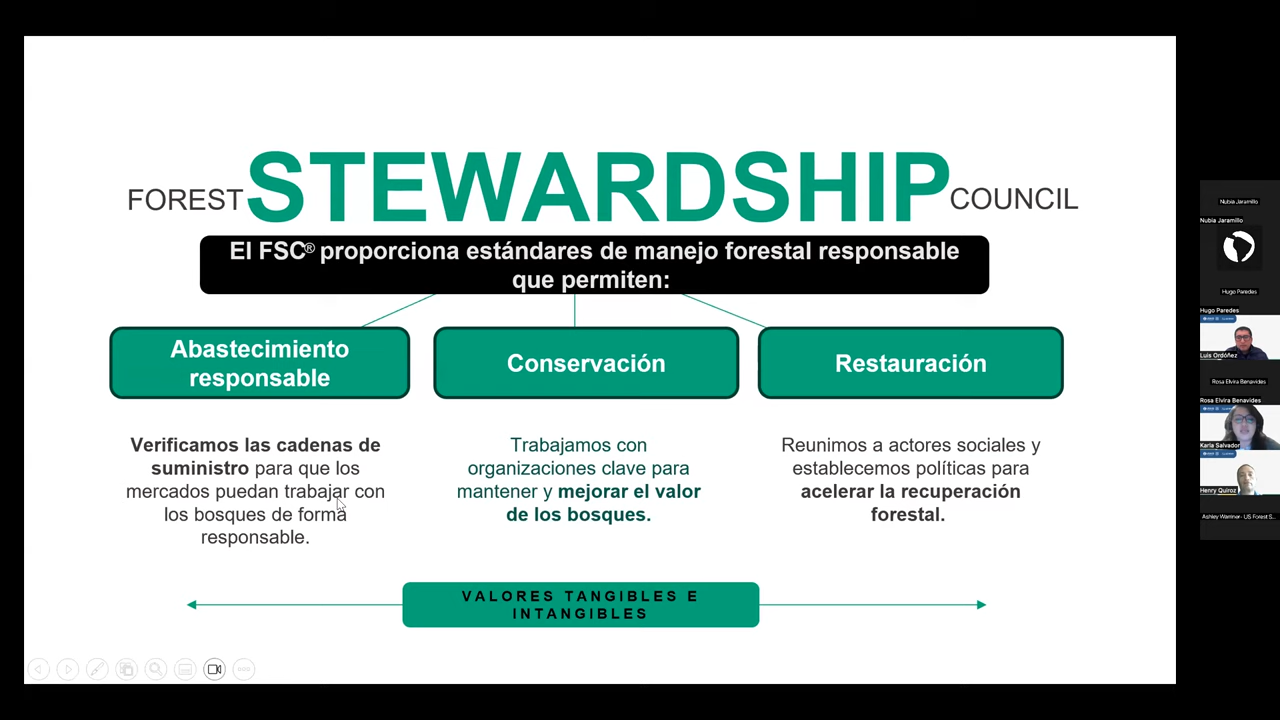 FOREST STEWARDSHIP COUNCIL
El FSC® proporciona estándares de manejo forestal responsable
que permiten:
Abastecimiento
responsable
Conservación
Restauración
Verificamos las cadenas de
suministro para que los
mercados puedan trabajar con
los bosques de forma
responsable.
Trabajamos con
organizaciones clave para
mantener y mejorar el valor
de los bosques.
Reunimos a actores sociales y
establecemos políticas para
acelerar la recuperación
forestal.
VALORES TANGIBLES E
INTANGIBLES
Nubia Jaramillo
Nubia Jaramillo
Hugo Paredes
Hugo Paredes
Luis Ordóñez
Rosa Elvira Benavides
Rosa Elvira Benavides
Karla Salvador
Henry Quiroz
Ashley Warriner - US Forest S...